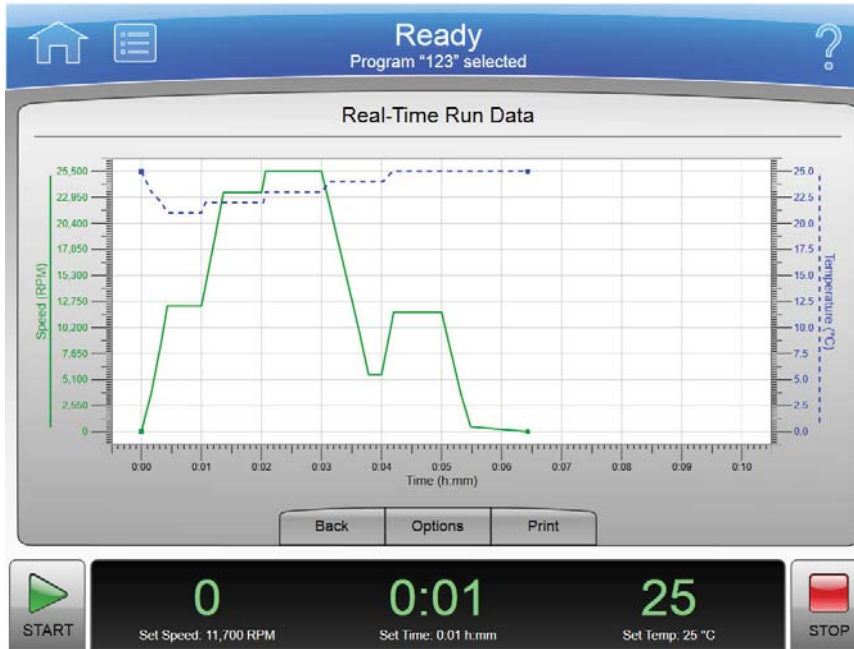 Ready
Program "123" selected
Real-Time Run Data
Speed (RPM)
25,500
22,950
20,400
17,850
15,300
12,750
10,200
7,650
5,100
2,550
0
25.0
22.5
20.0
17.5
15.0
12.5
10.0
7.5
5.0
2.5
0.0
Temperature (°C)
0:00 0:01 0:02 0:03 0:04 0:05 0:06 0:07 0:08 0:09 0:10
Time (h:mm)
Back Options Print
START
0 0:01 25
Set Speed: 11,700 RPM Set Time: 0:01 h:mm Set Temp: 25 °C
STOP